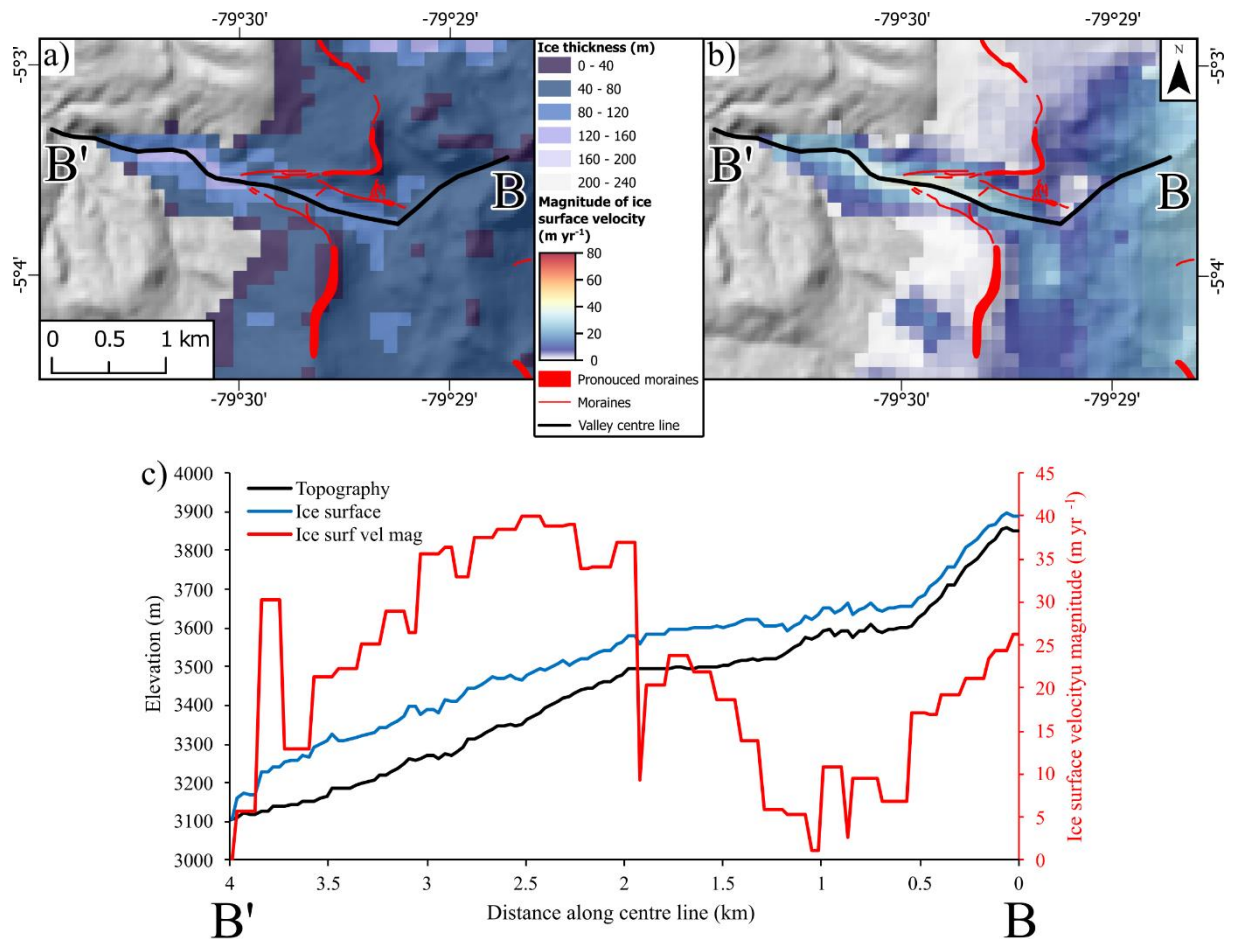 -79°30'
-79°29'
-79°30'
-79°29'
a)
-5°3'
-5°4'
B'
B
0 0.5 1 km
-79°30'
-79°29'
Ice thickness (m)
0 - 40
40 - 80
80 - 120
120 - 160
160 - 200
200 - 240
Magnitude of ice
surface velocity
(m yr-1)
80
60
40
20
0
Pronouced moraines
Moraines
Valley centre line
b)
N
-5°3'
-5°4'
B'
B
-79°30'
-79°29'
c)
Topography
Ice surface
Ice surf vel mag
Elevation (m)
4000
3900
3800
3700
3600
3500
3400
3300
3200
3100
3000
45
40
35
30
25
20
15
10
5
0
Ice surface velocityu magnitude (m yr -1)
4 3.5 3 2.5 2 1.5 1 0.5 0
B' Distance along centre line (km) B